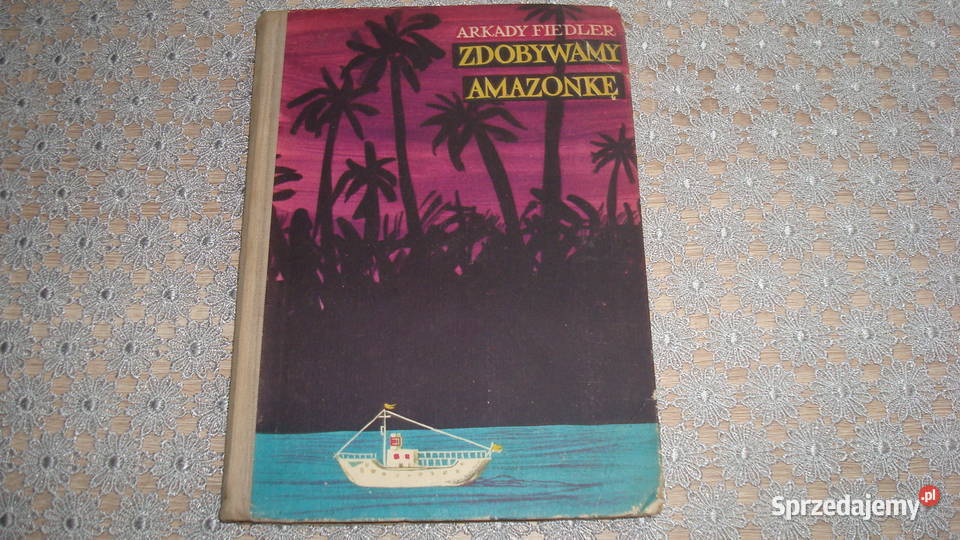 ARKADY FIEDLER
ZDOBYWAMY
AMAZONKĘ
Sprzedajemy.pl